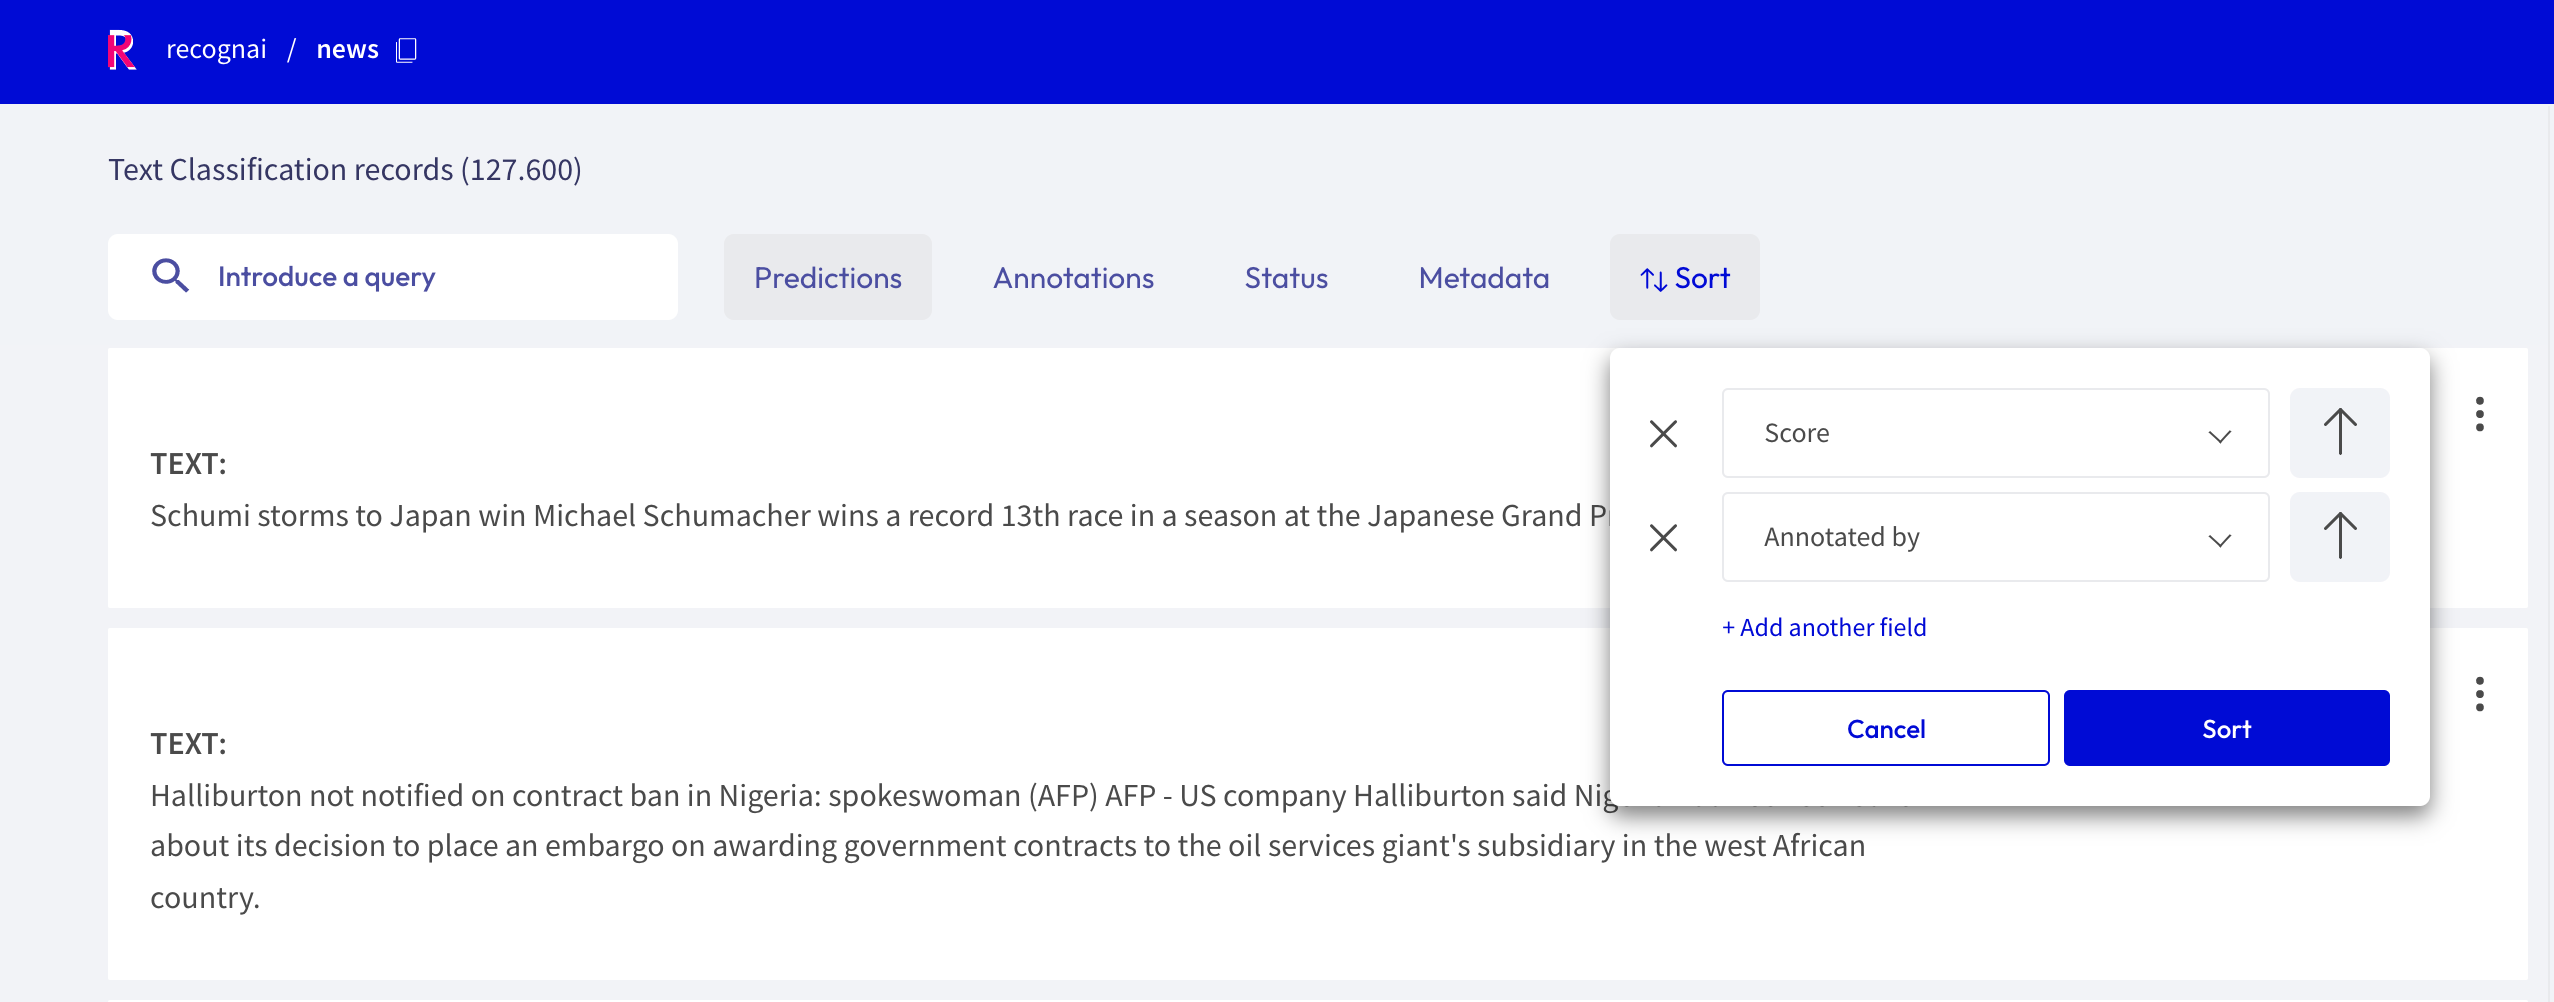 recognai / news
Text Classification records (127.600)
Introduce a query
Predictions
Annotations
Status
Metadata
Sort
TEXT:
Schumi storms to Japan win Michael Schumacher wins a record 13th race in a season at the Japanese Grand
Score
Annotated by
+ Add another field
Cancel
Sort
TEXT:
Halliburton not notified on contract ban in Nigeria: spokeswoman (AFP) AFP - US company Halliburton said
about its decision to place an embargo on awarding government contracts to the oil services giant's subsidiary in the west African
country.